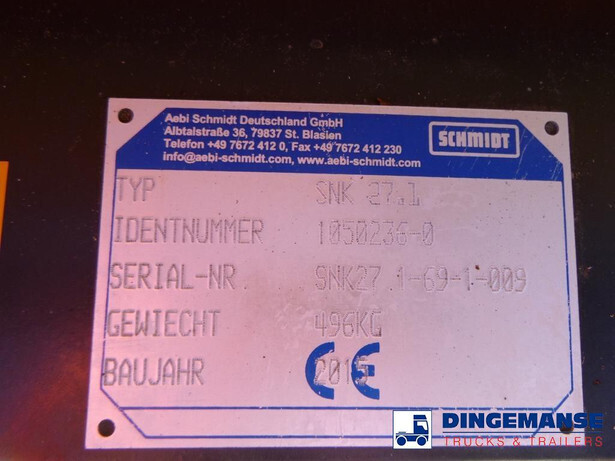 Aebi Schmidt Deutschland GmbH
Albtalstraße 36, 79837 St. Blasien
Telefon +49 7672 412 0, Fax +49 7672 412 230
info@aebi-schmidt.com, www.aebi-schmidt.com
SCHMIDT
TYP SNK 27.1
IDENTNUMMER 1050236-0
SERIAL-NR. SNK27.1-69-1-009
GEWIECHT 496KG
BAUJAHR 2015 CE
DINGEMANSE
TRUCKS & TRAILERS